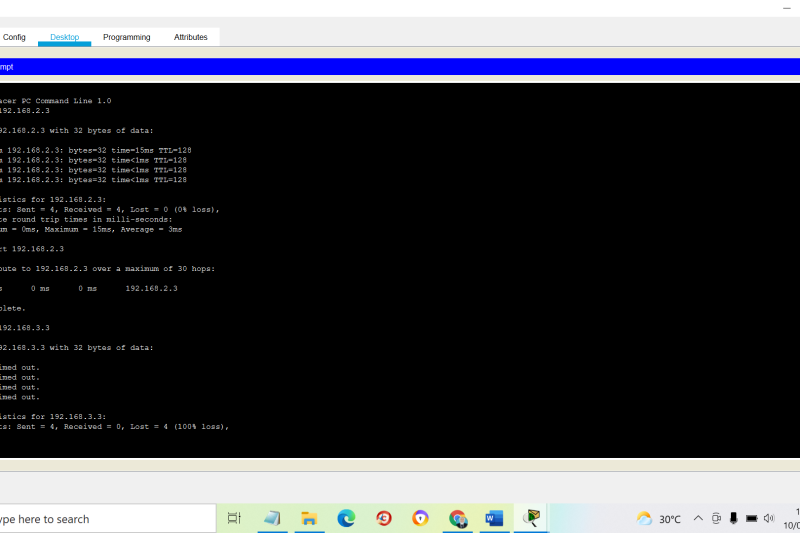 Config Desktop Programming Attributes
mpt
acer PC Command Line 1.0
192.168.2.3
92.168.2.3 with 32 bytes of data:
m 192.168.2.3: bytes=32 time=15ms TTL=128
m 192.168.2.3: bytes=32 time<1ms TTL=128
m 192.168.2.3: bytes=32 time<1ms TTL=128
m 192.168.2.3: bytes=32 time<1ms TTL=128
istics for 192.168.2.3:
ts: Sent = 4, Received = 4, Lost = 0 (0% loss),
te round trip times in milli-seconds:
um = 0ms, Maximum = 15ms, Average = 3ms
rt 192.168.2.3
oute to 192.168.2.3 over a maximum of 30 hops:
s 0 ms 0 ms 192.168.2.3
plete.
192.168.3.3
92.168.3.3 with 32 bytes of data:
imed out.
imed out.
imed out.
imed out.
istics for 192.168.3.3:
ts: Sent = 4, Received = 0, Lost = 4 (100% loss),
ype here to search
30°C
10/0